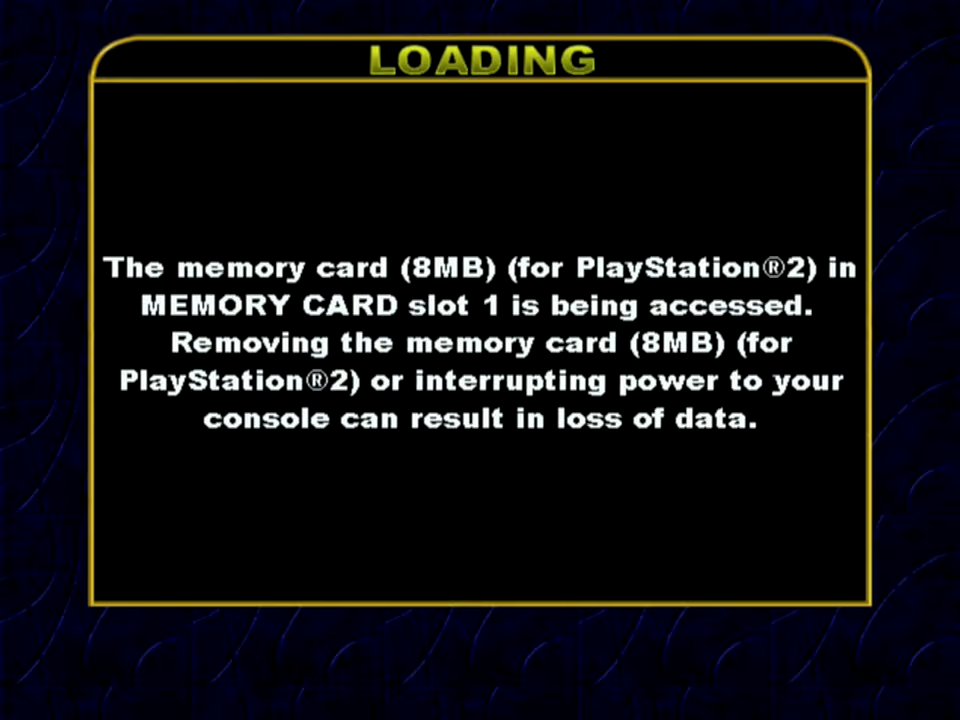 LOADING
The memory card (8MB) (for PlayStation®2) in
MEMORY CARD slot 1 is being accessed.
Removing the memory card (8MB) (for
PlayStation®2) or interrupting power to your
console can result in loss of data.